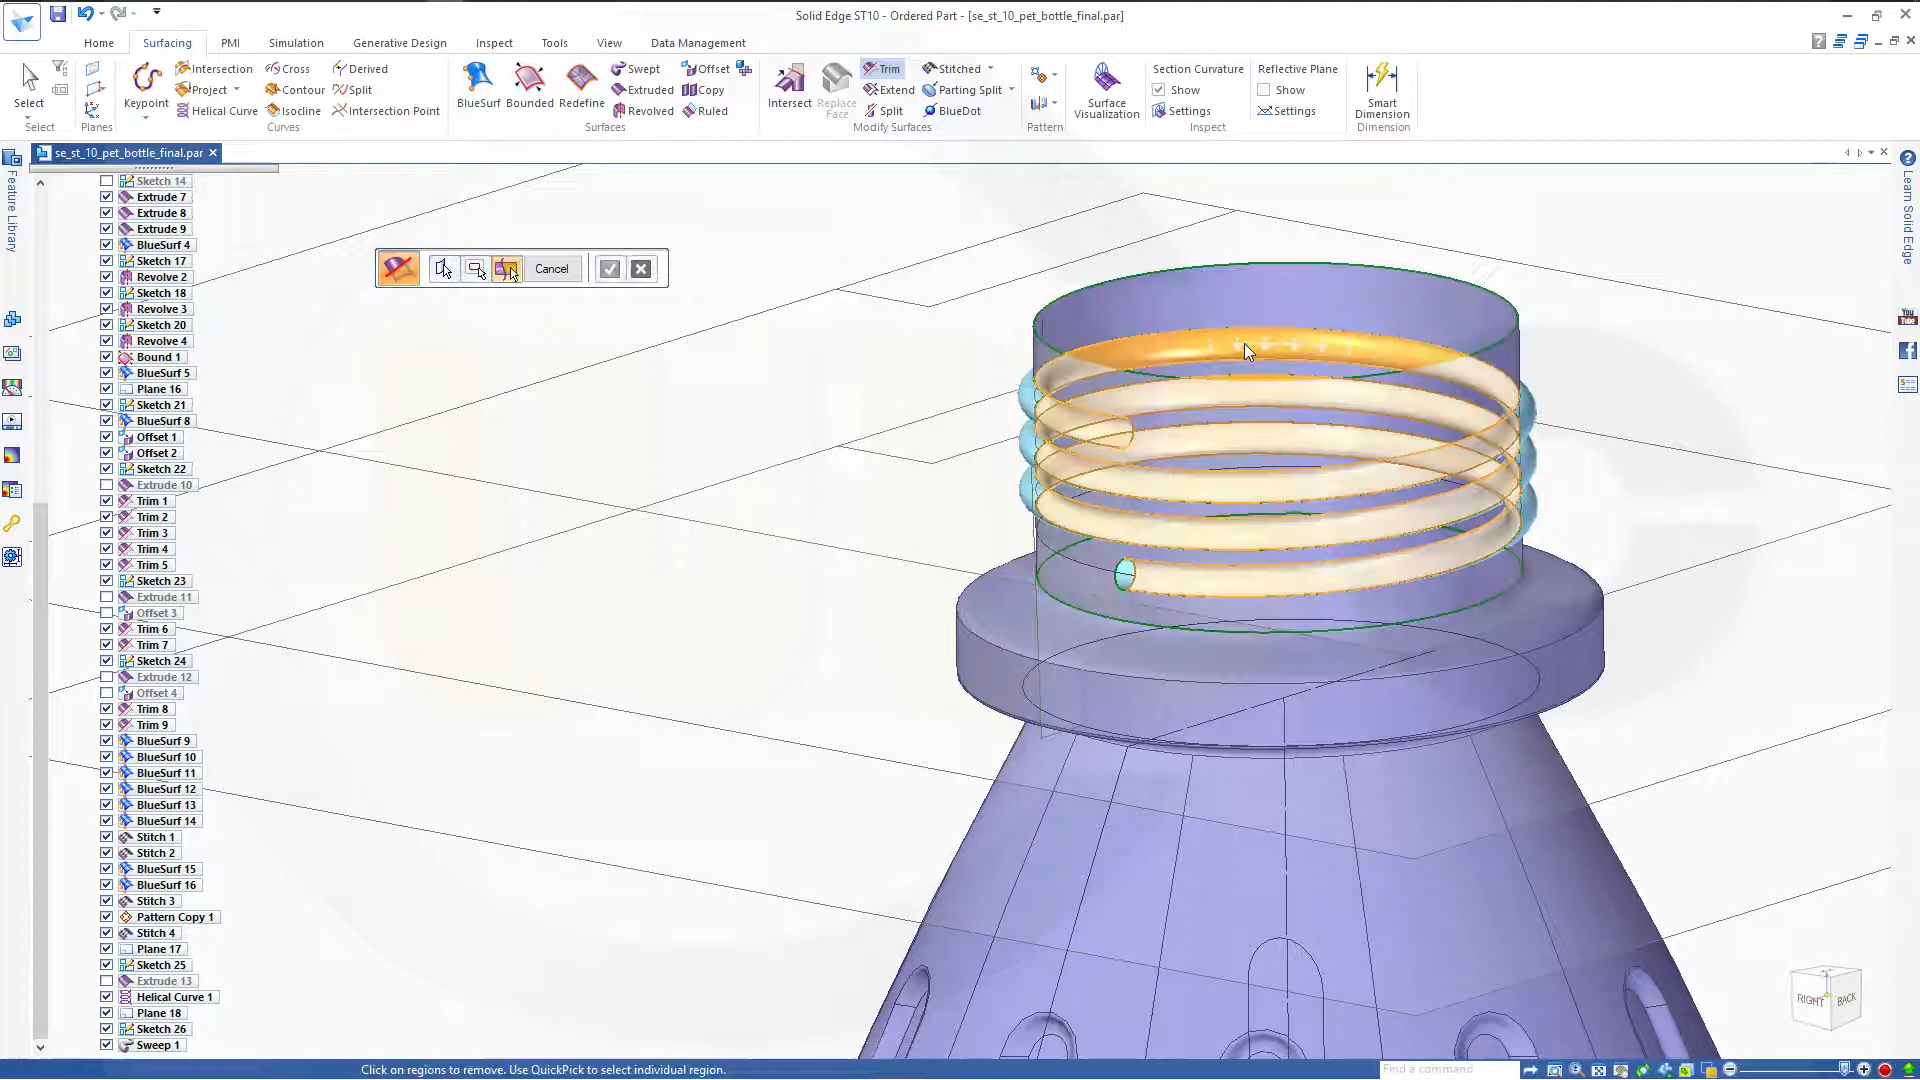 Solid Edge ST10 - Ordered Part - [se_st_10_pet_bottle_final.par]
Home Surfacing PMI Simulation Generative Design Inspect Tools View Data Management
Select
Select
Planes
Keypoint
Intersection
Project
Helical Curve
Cross
Contour
Isocline
Derived
Split
Intersection Point
Curves
BlueSurf
Bounded
Redefine
Swept
Extruded
Revolved
Offset
Copy
Ruled
Surfaces
Intersect
Replace
Face
Trim
Extend
Split
Stitched
Parting Split
BlueDot
Modify Surfaces
Pattern
Surface
Visualization
Section Curvature
Show
Settings
Inspect
Reflective Plane
Show
Settings
Smart
Dimension
Dimension
se_st_10_pet_bottle_final.par
Feature Library
Learn Solid Edge
You
Tube
Cancel
Sketch 14
Extrude 7
Extrude 8
Extrude 9
BlueSurf 4
Sketch 17
Revolve 2
Sketch 18
Revolve 3
Sketch 20
Revolve 4
Bound 1
BlueSurf 5
Plane 16
Sketch 21
BlueSurf 8
Offset 1
Offset 2
Sketch 22
Extrude 10
Trim 1
Trim 2
Trim 3
Trim 4
Trim 5
Sketch 23
Extrude 11
Offset 3
Trim 6
Trim 7
Sketch 24
Extrude 12
Offset 4
Trim 8
Trim 9
BlueSurf 9
BlueSurf 10
BlueSurf 11
BlueSurf 12
BlueSurf 13
BlueSurf 14
Stitch 1
Stitch 2
BlueSurf 15
BlueSurf 16
Stitch 3
Pattern Copy 1
Stitch 4
Plane 17
Sketch 25
Extrude 13
Helical Curve 1
Plane 18
Sketch 26
Sweep 1
RIGHT
BACK
Click on regions to remove. Use QuickPick to select individual region.
Find a command